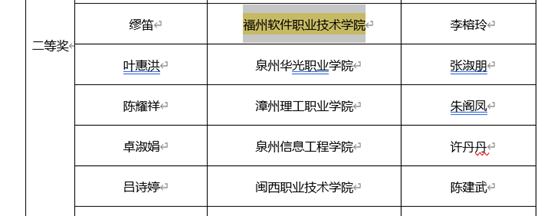 缪笛 福州软件职业技术学院 李榕玲
二等奖
叶惠洪 泉州华光职业学院 张淑朋
陈耀祥 漳州理工职业学院 朱阁凤
卓淑娟 泉州信息工程学院 许丹丹
吕诗婷 闽西职业技术学院 陈建武